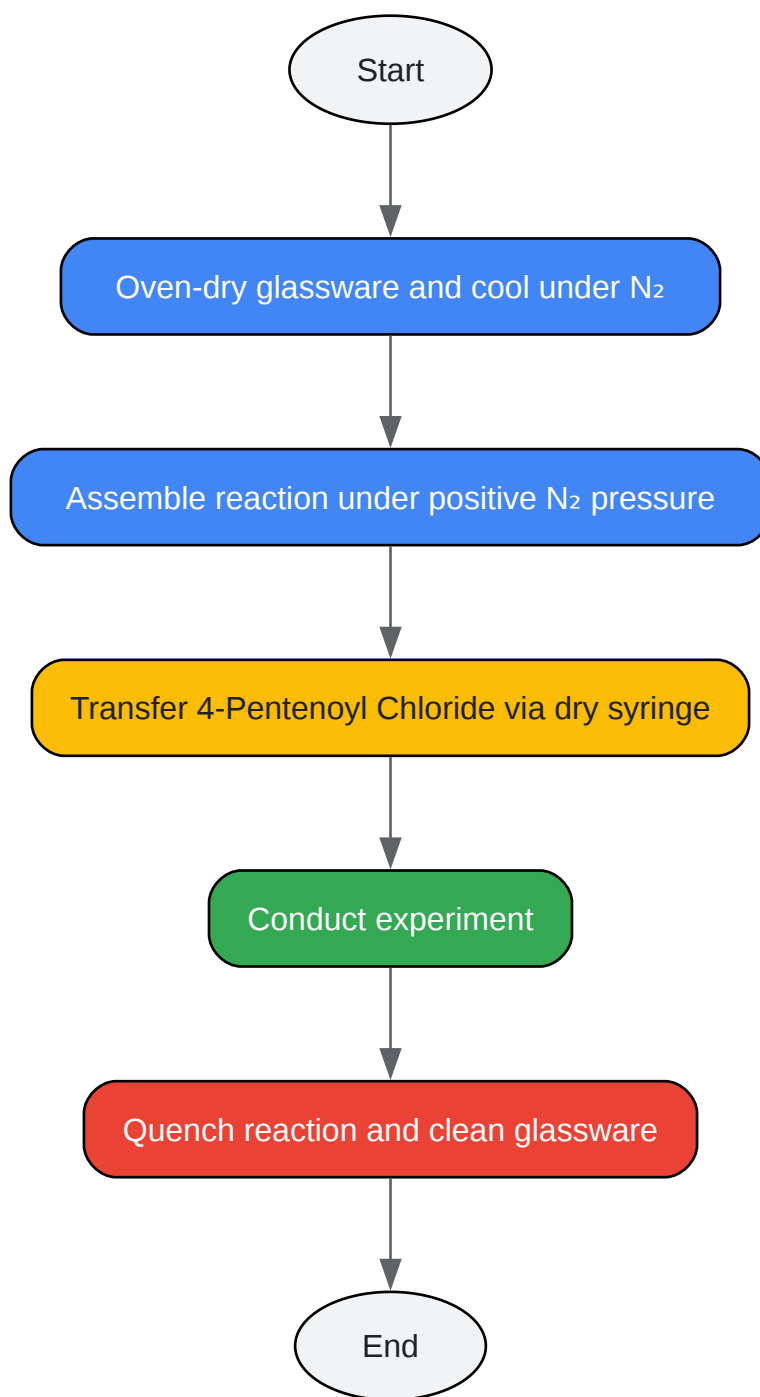 Start
Oven-dry glassware and cool under N₂
Assemble reaction under positive N₂ pressure
Transfer 4-Pentenoyl Chloride via dry syringe
Conduct experiment
Quench reaction and clean glassware
End